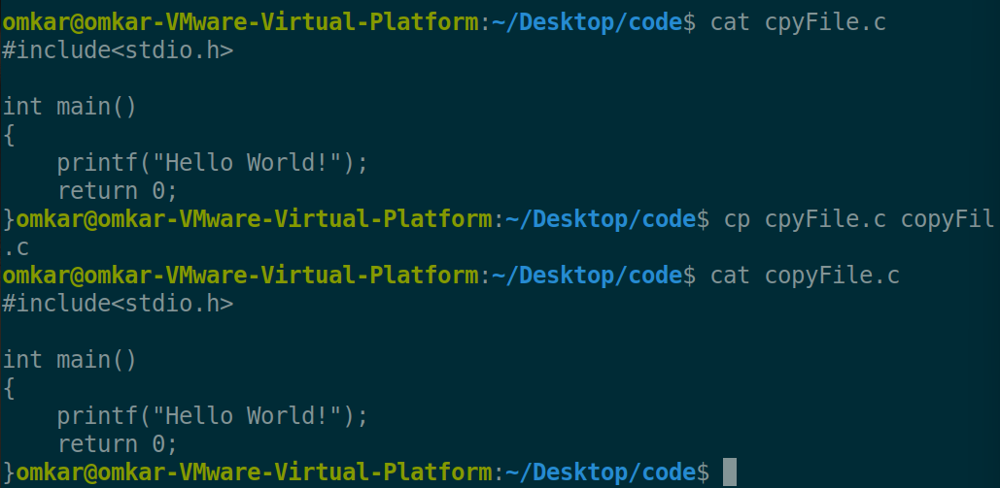 omkar@omkar-VMware-Virtual-Platform:~/Desktop/code$ cat cpyFile.c
#include<stdio.h>

int main()
{
    printf("Hello World!");
    return 0;
}omkar@omkar-VMware-Virtual-Platform:~/Desktop/code$ cp cpyFile.c copyFil
.c
omkar@omkar-VMware-Virtual-Platform:~/Desktop/code$ cat copyFile.c
#include<stdio.h>

int main()
{
    printf("Hello World!");
    return 0;
}omkar@omkar-VMware-Virtual-Platform:~/Desktop/code$